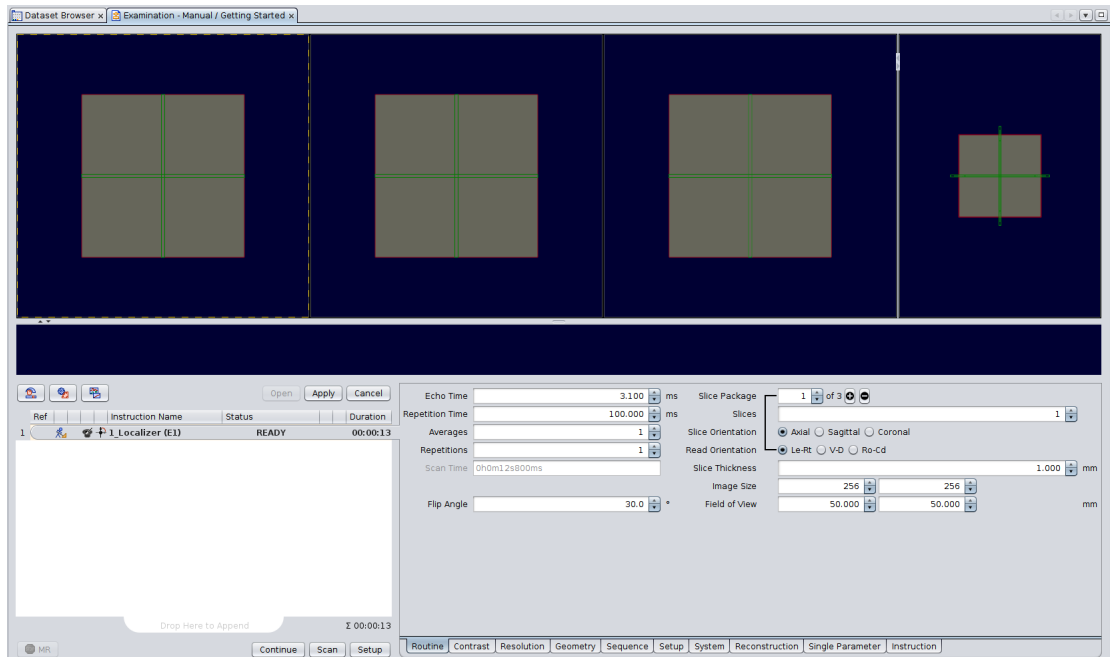 Dataset Browser x Examination - Manual / Getting Started x
Open Apply Cancel
Ref Instruction Name Status Duration
1 1_Localizer (E1) READY 00:00:13
Drop Here to Append Σ 00:00:13
MR Continue Scan Setup
Echo Time 3.100 ms Slice Package 1 of 3
Repetition Time 100.000 ms Slices 1
Averages 1 Slice Orientation Axial Sagittal Coronal
Repetitions 1 Read Orientation Le-Rt V-D Ro-Cd
Scan Time 0h0m12s800ms Slice Thickness 1.000 mm
Image Size 256 256
Flip Angle 30.0 ° Field of View 50.000 50.000 mm
Routine Contrast Resolution Geometry Sequence Setup System Reconstruction Single Parameter Instruction